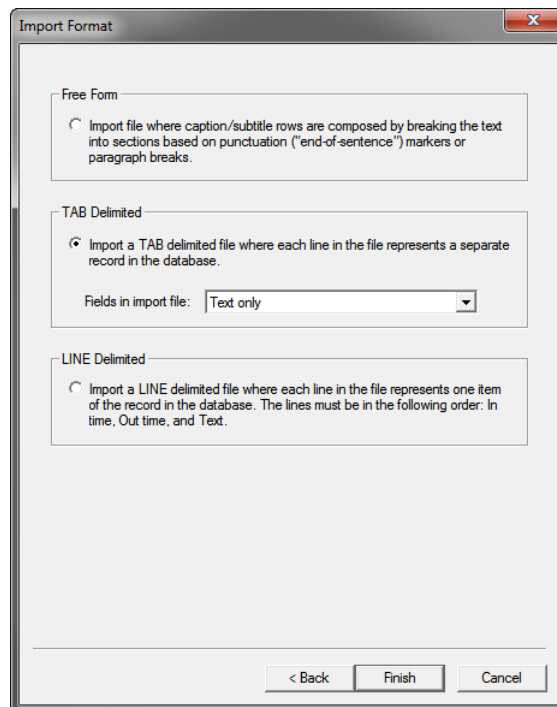 Import Format
Free Form
Import file where caption/subtitle rows are composed by breaking the text
into sections based on punctuation ("end-of-sentence") markers or
paragraph breaks.
TAB Delimited
Import a TAB delimited file where each line in the file represents a separate
record in the database.
Fields in import file: Text only
LINE Delimited
Import a LINE delimited file where each line in the file represents one item
of the record in the database. The lines must be in the following order: In
time, Out time, and Text.
< Back Finish Cancel